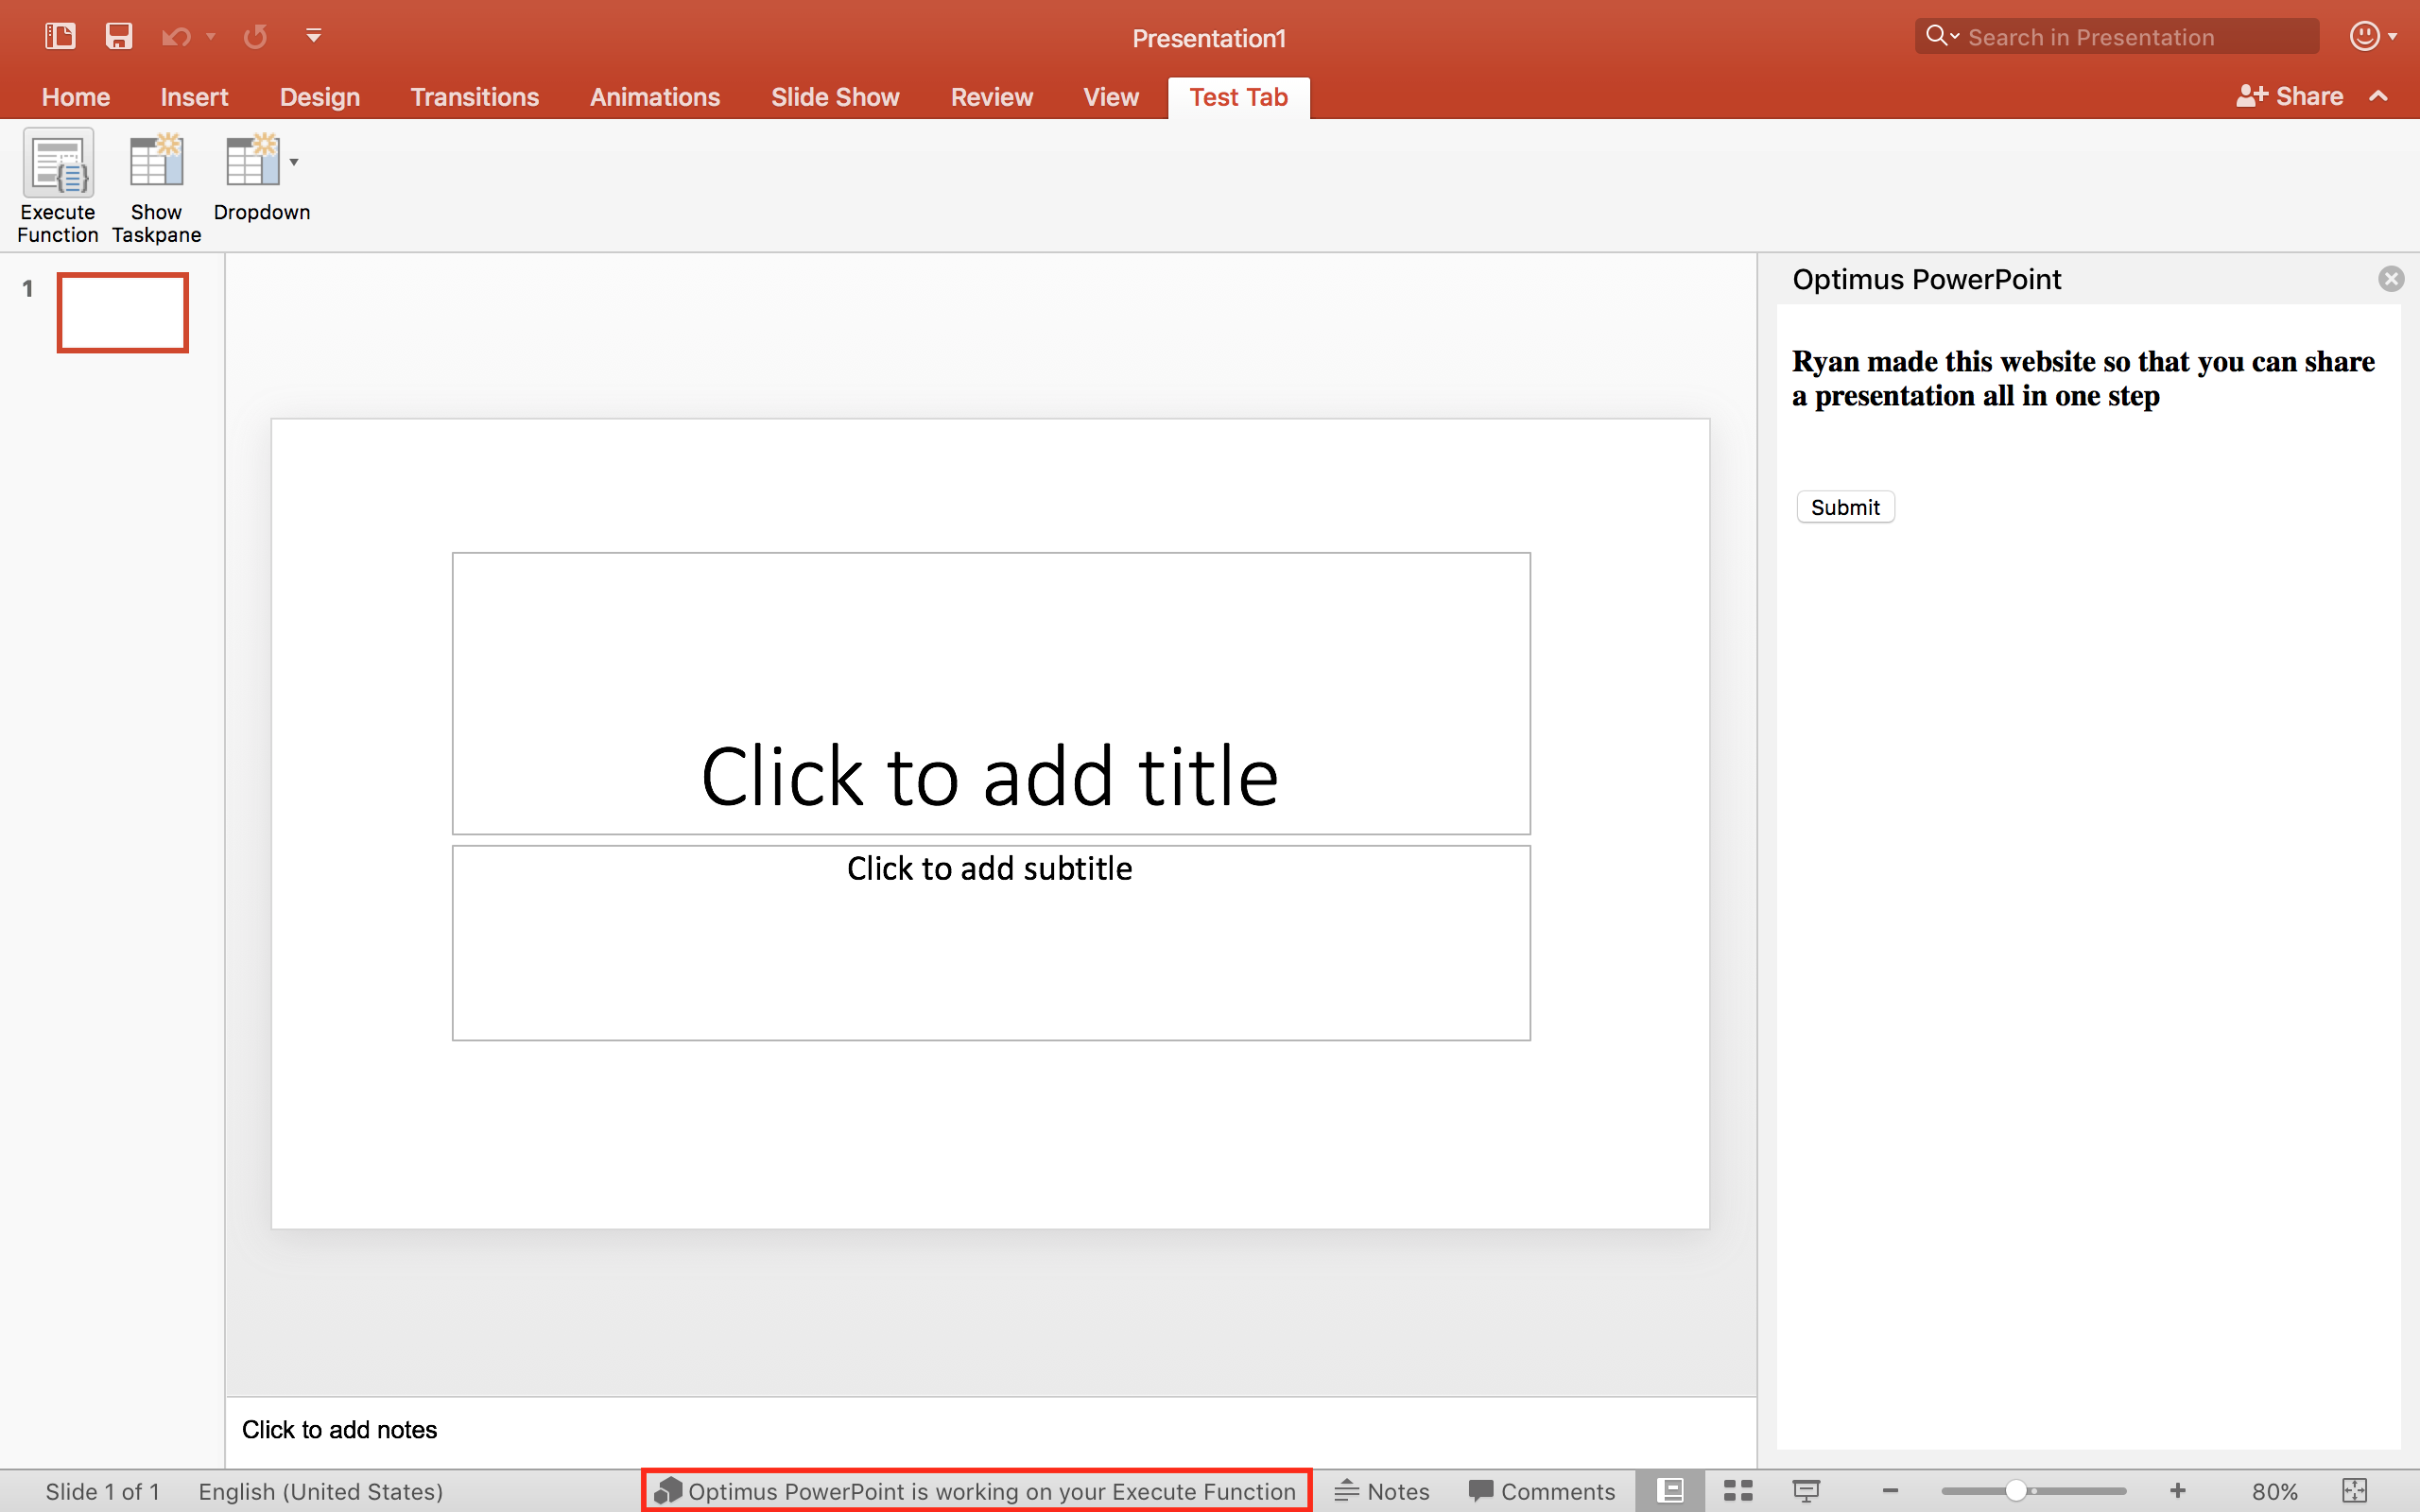 Presentation1
Search in Presentation
Home Insert Design Transitions Animations Slide Show Review View Test Tab Share
Execute Function
Show Taskpane
Dropdown
1
Click to add title
Click to add subtitle
Click to add notes
Optimus PowerPoint
Ryan made this website so that you can share
a presentation all in one step
Submit
Slide 1 of 1 English (United States) Optimus PowerPoint is working on your Execute Function Notes Comments 80%